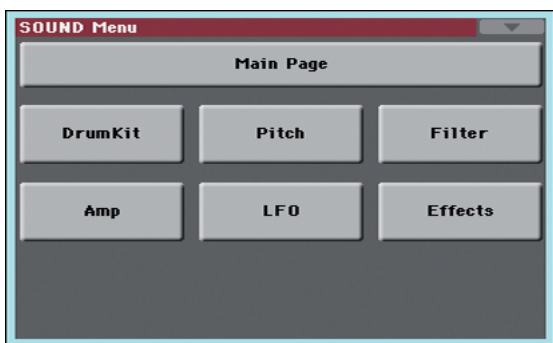 SOUND Menu
Main Page
DrumKit Pitch Filter
Amp LFO Effects